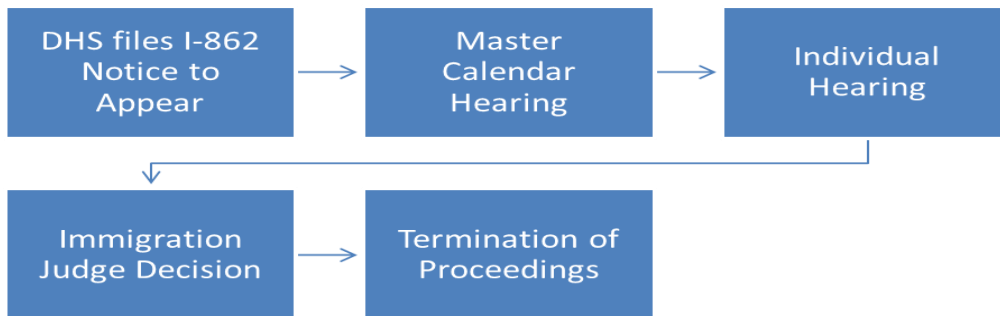 DHS files I-862
Notice to
Appear
Master
Calendar
Hearing
Individual
Hearing
Immigration
Judge Decision
Termination of
Proceedings